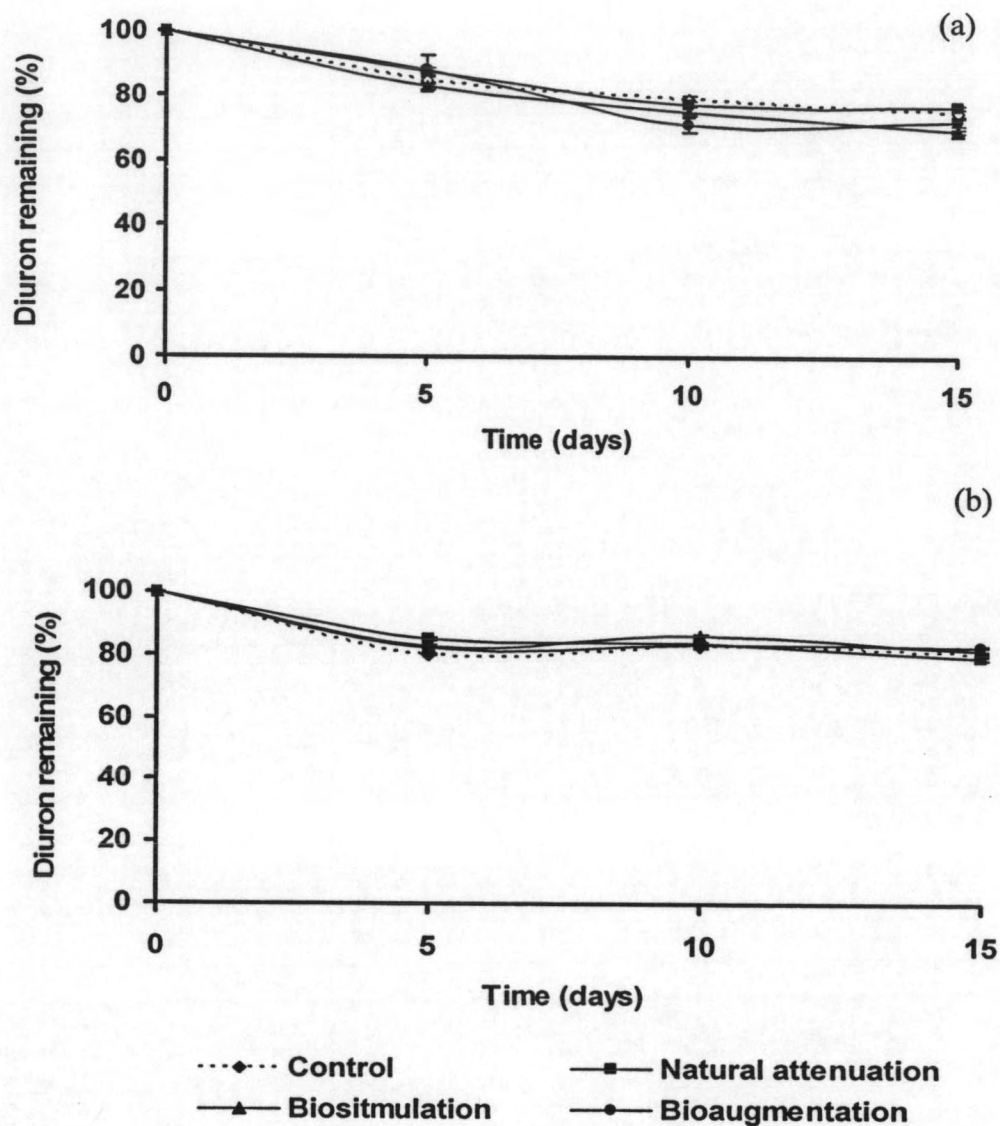 (a)
100
80
60
40
20
0
Diuron remaining (%)
0 5 10 15
Time (days)
(b)
100
80
60
40
20
0
Diuron remaining (%)
0 5 10 15
Time (days)
Control Natural attenuation
Biositmulation Bioaugmentation